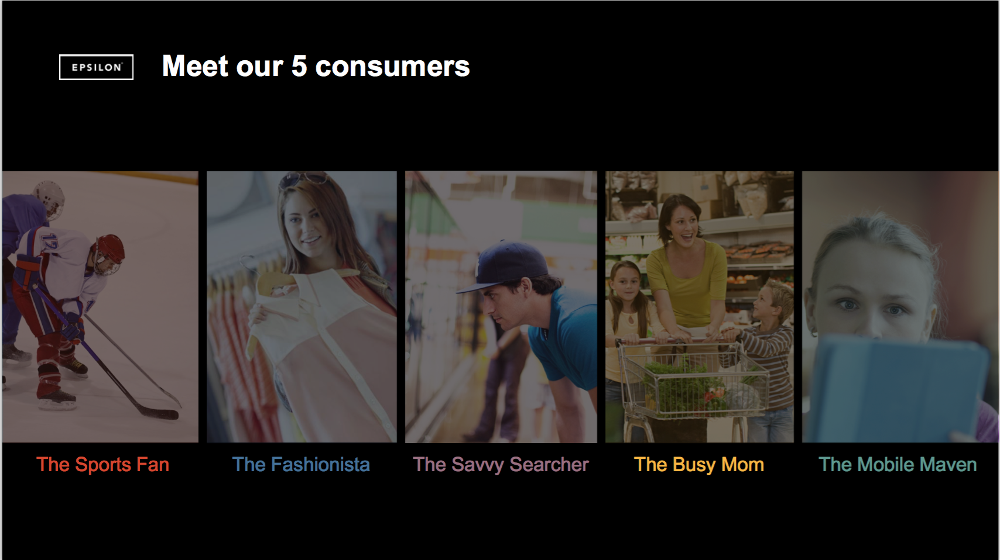 EPSILON
Meet our 5 consumers
17
The Sports Fan
The Fashionista
The Savvy Searcher
The Busy Mom
The Mobile Maven